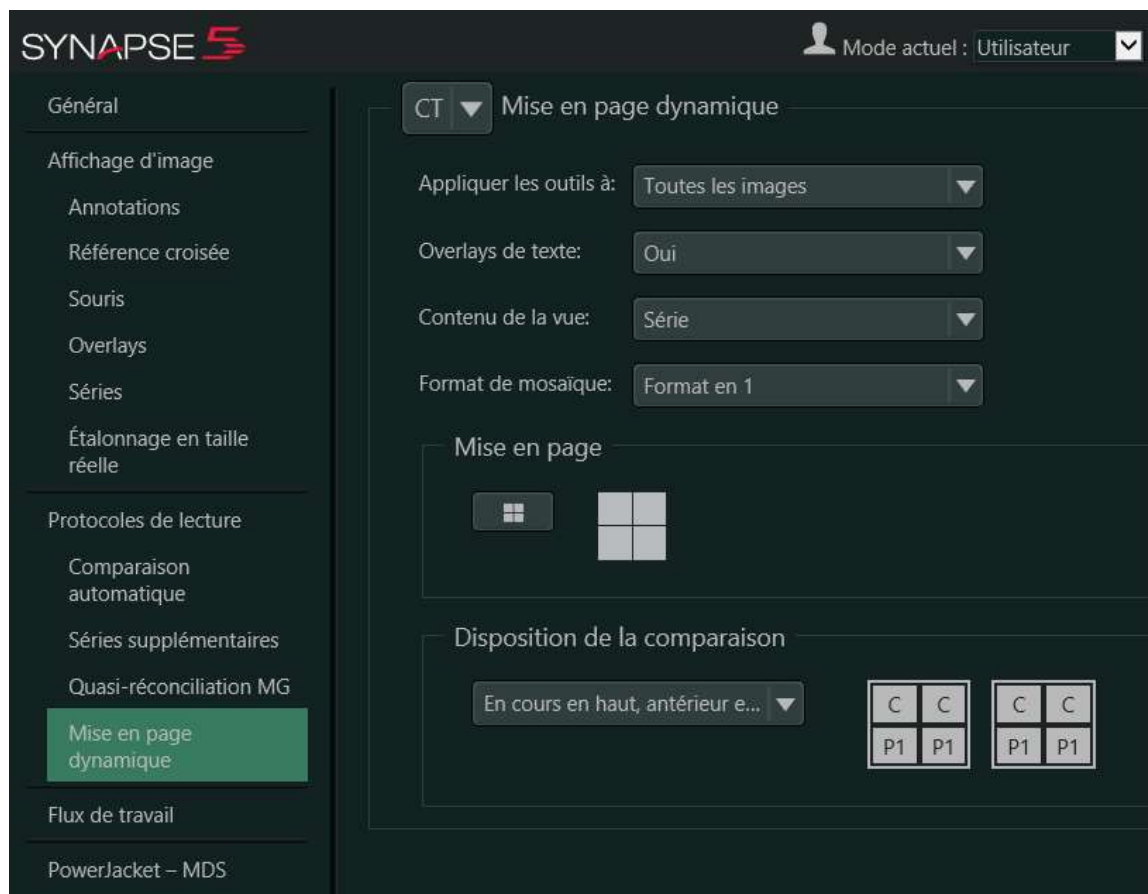 SYNAPSE 5
Mode actuel : Utilisateur
Général
Affichage d'image
Annotations
Référence croisée
Souris
Overlays
Séries
Étalonnage en taille
réelle
Protocoles de lecture
Comparaison
automatique
Séries supplémentaires
Quasi-réconciliation MG
Mise en page
dynamique
Flux de travail
PowerJacket – MDS
CT Mise en page dynamique
Appliquer les outils à: Toutes les images
Overlays de texte: Oui
Contenu de la vue: Série
Format de mosaïque: Format en 1
Mise en page
Disposition de la comparaison
En cours en haut, antérieur e...
C C C C
P1 P1 P1 P1